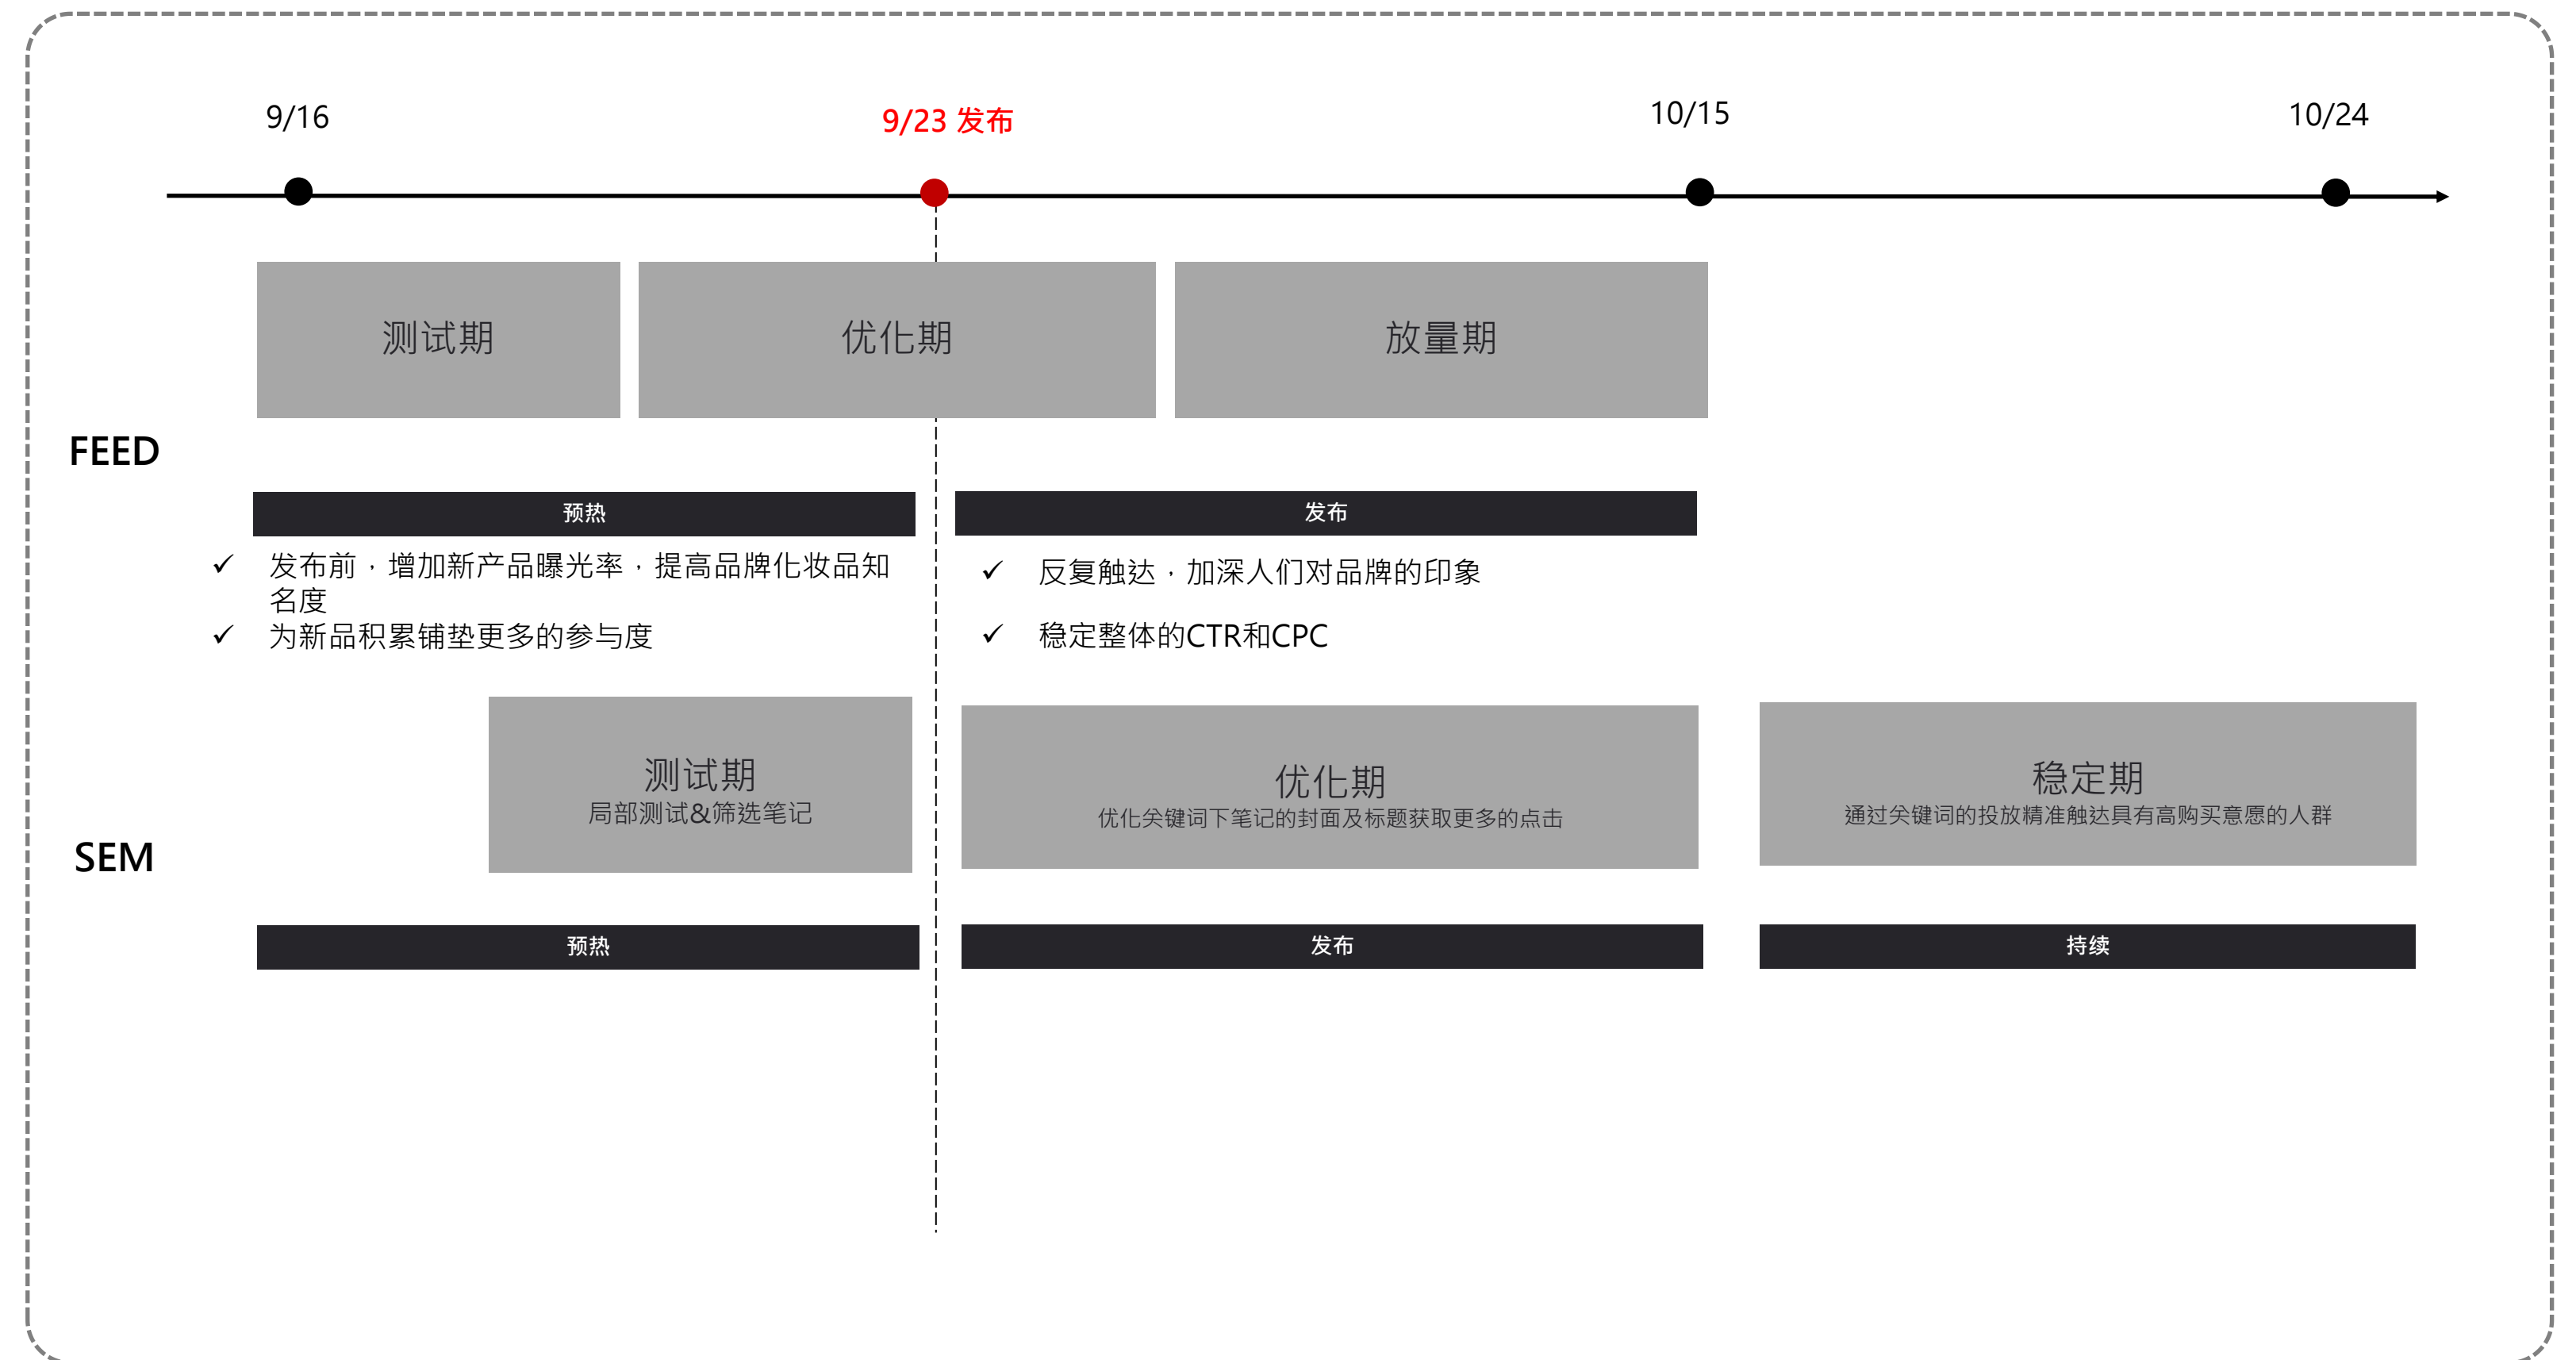 9/16
9/23 发布
10/15
10/24
测试期
优化期
放量期
FEED
预热
发布
发布前，增加新产品曝光率，提高品牌化妆品知
名度
为新品积累铺垫更多的参与度
反复触达，加深人们对品牌的印象
稳定整体的CTR和CPC
测试期
局部测试&筛选笔记
优化期
优化关键词下笔记的封面及标题获取更多的点击
稳定期
通过关键词的投放精准触达具有高购买意愿的人群
SEM
预热
发布
持续